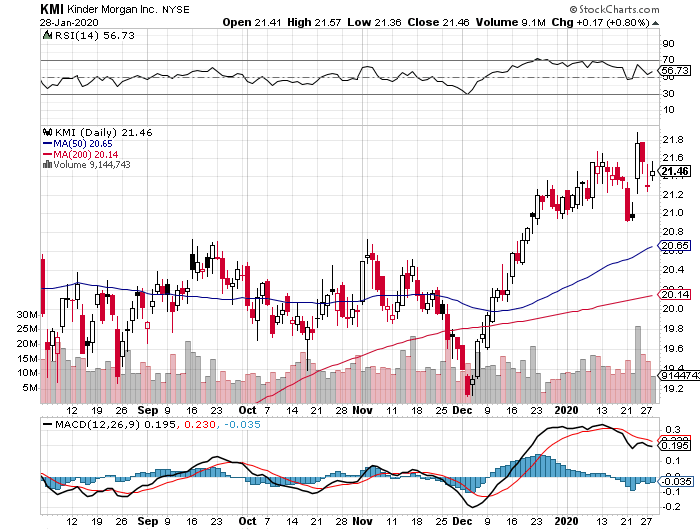 KMI Kinder Morgan Inc. NYSE © StockCharts.com
28-Jan-2020 Open 21.41 High 21.57 Low 21.36 Close 21.46 Volume 9.1M Chg +0.17 (+0.80%)
RSI(14) 56.73
90
70
56.73
50
30
10
KMI (Daily) 21.46
MA(50) 20.65
MA(200) 20.14
Volume 9,144,743
21.8
21.6
21.46
21.4
21.2
21.0
20.8
20.65
20.4
20.2
20.14
20.0
19.8
19.6
19.4
9144743
19.2
30M
25M
20M
15M
10M
5M
12 19 26 Sep 9 16 23 Oct 7 14 21 28 Nov 11 18 25 Dec 9 16 23 2020 13 21 27
MACD(12,26,9) 0.195, 0.230, -0.035
0.3
0.230
0.195
0.1
0.0
-0.035
-0.1
-0.2
12 19 26 Sep 9 16 23 Oct 7 14 21 28 Nov 11 18 25 Dec 9 16 23 2020 13 21 27